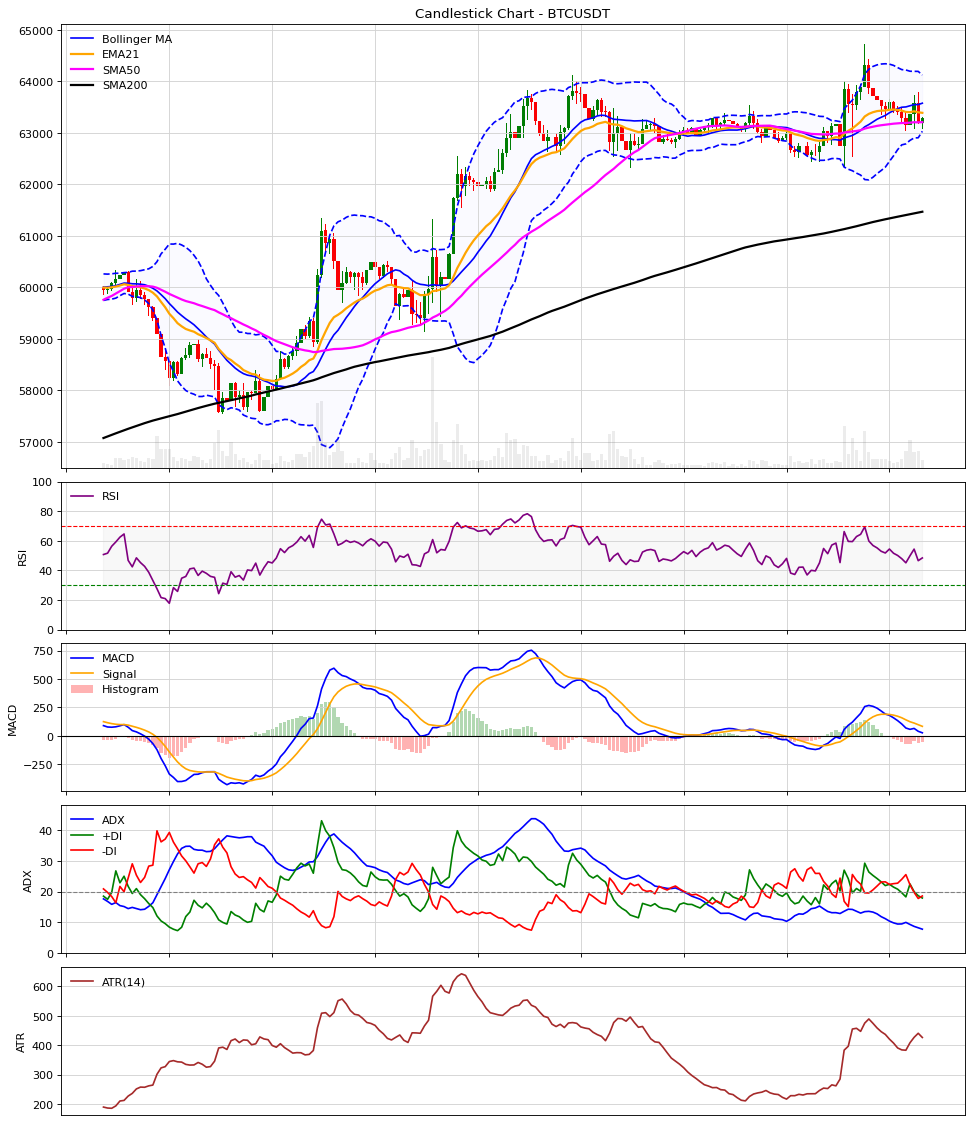 Candlestick Chart - BTCUSDT
65000
64000
63000
62000
61000
60000
59000
58000
57000
Bollinger MA
EMA21
SMA50
SMA200
100
80
60
40
20
0
RSI
RSI
750
500
250
0
−250
MACD
MACD
Signal
Histogram
40
30
20
10
0
ADX
ADX
+DI
-DI
600
500
400
300
200
ATR
ATR(14)